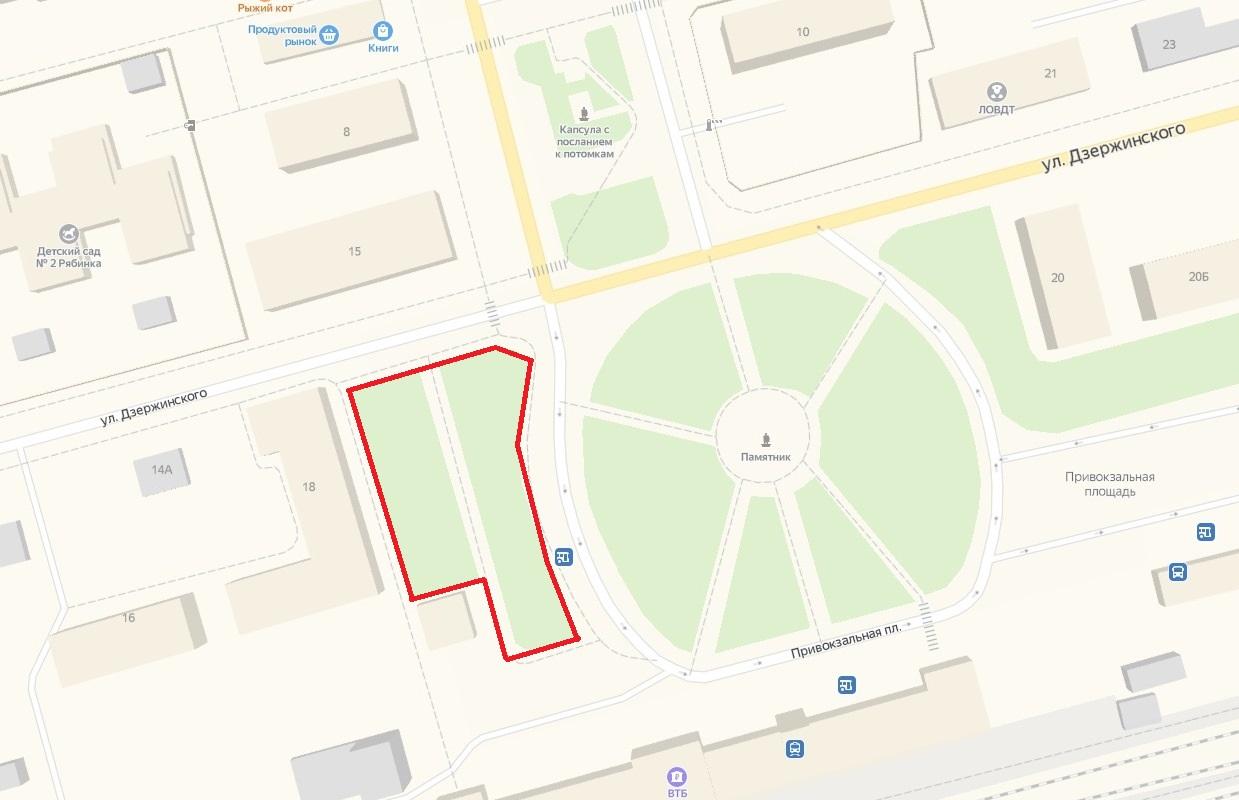 Рыжий кот
Продуктовый
рынок
Книги
10
23
21
ЛОВДТ
8
Капсула с
посланием
к потомкам
ул. Дзержинского
15
Детский сад
№ 2 Рябинка
20
20Б
ул. Дзержинского
14А
18
Памятник
Привокзальная
площадь
16
Привокзальная пл.
ВТБ